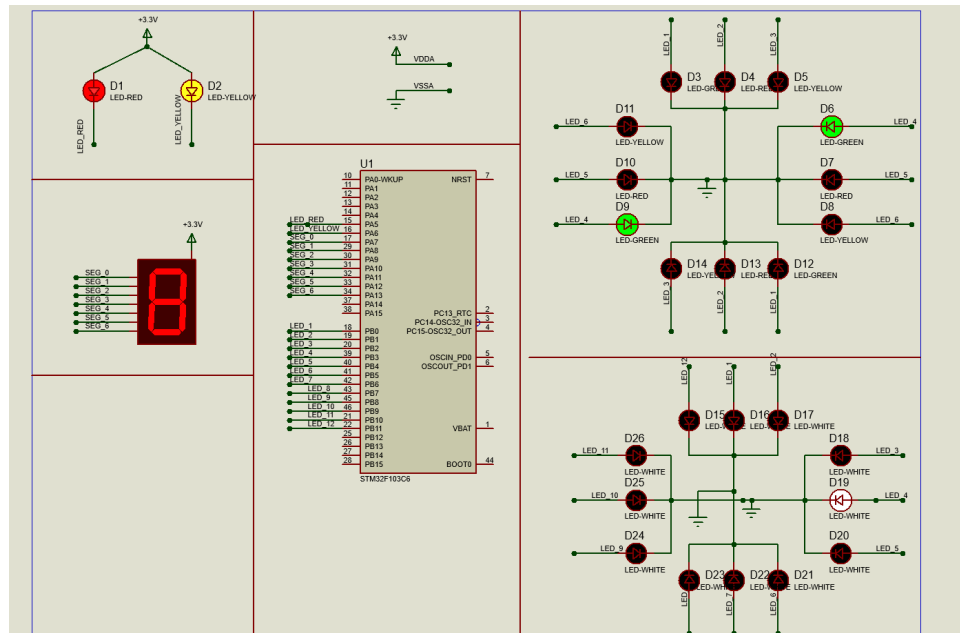 +3.3V
D1
LED-RED
D2
LED-YELLOW
LED_RED
LED_YELLOW
+3.3V
VDDA
VSSA
+3.3V
SEG_0
SEG_1
SEG_2
SEG_3
SEG_4
SEG_5
SEG_6
U1
10 PA0-WKUP NRST 7
11 PA1
12 PA2
13 PA3
14 PA4
LED_RED 15 PA5
LED_YELLOW 16 PA6
SEG_0 17 PA7
SEG_1 29 PA8
SEG_2 30 PA9
SEG_3 31 PA10
SEG_4 32 PA11
SEG_5 33 PA12
SEG_6 34 PA13
37 PA14
38 PA15
PC13_RTC 2
PC14-OSC32_IN 3
PC15-OSC32_OUT 4
LED_1 18 PB0
LED_2 19 PB1
LED_3 20 PB2
LED_4 39 PB3
LED_5 40 PB4
LED_6 41 PB5
LED_7 42 PB6
LED_8 43 PB7
LED_9 45 PB8
LED_10 46 PB9
LED_11 21 PB10
LED_12 22 PB11
25 PB12
26 PB13
27 PB14
28 PB15
OSCIN_PD0 5
OSCOUT_PD1 6
VBAT 1
BOOT0 44
STM32F103C6
LED_1
LED_2
LED_3
D3
D4
D5
LED-YELLOW
D11
LED_6
LED-YELLOW
D6
LED_4
LED-GREEN
D10
LED_5
LED-RED
D7
LED_5
LED-RED
D9
LED_4
LED-GREEN
D8
LED_6
LED-YELLOW
D14
D13
D12
LED-GREEN
LED_3
LED_2
LED_1
LED_12
LED_1
LED_2
D15
D16
D17
LED-WHITE
D26
LED_11
LED-WHITE
D18
LED_3
LED-WHITE
D25
LED_10
LED-WHITE
D19
LED_4
LED-WHITE
D24
LED_9
LED-WHITE
D20
LED_5
LED-WHITE
D23
D22
D21
LED-WHITE
LED_7
LED_6